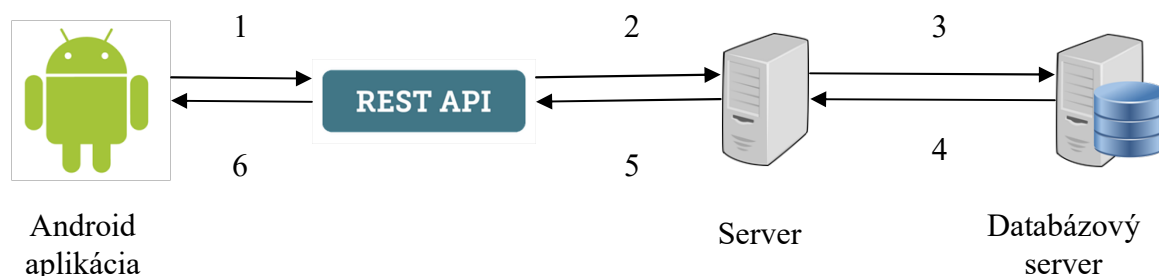 1
2
3
REST API
6
5
4
Android
aplikácia
Server
Databázový
server